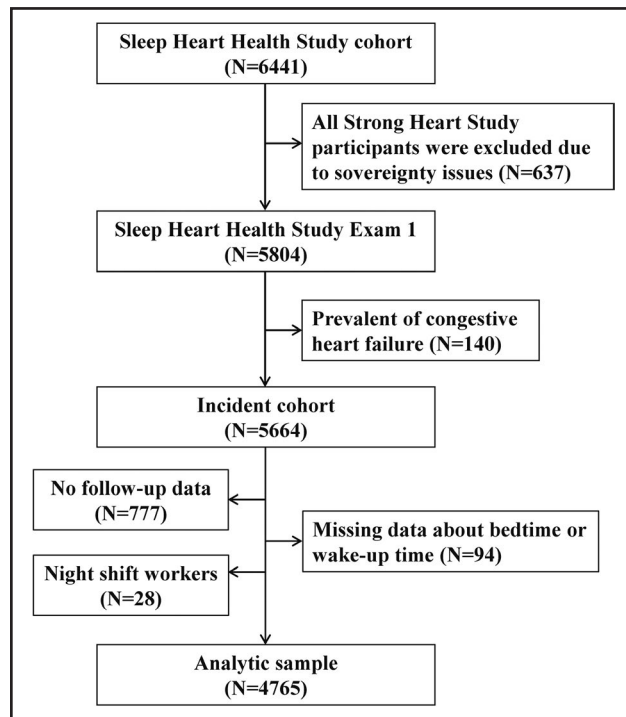 Sleep Heart Health Study cohort
(N=6441)
All Strong Heart Study
participants were excluded due
to sovereignty issues (N=637)
Sleep Heart Health Study Exam 1
(N=5804)
Prevalent of congestive
heart failure (N=140)
Incident cohort
(N=5664)
No follow-up data
(N=777)
Missing data about bedtime or
wake-up time (N=94)
Night shift workers
(N=28)
Analytic sample
(N=4765)